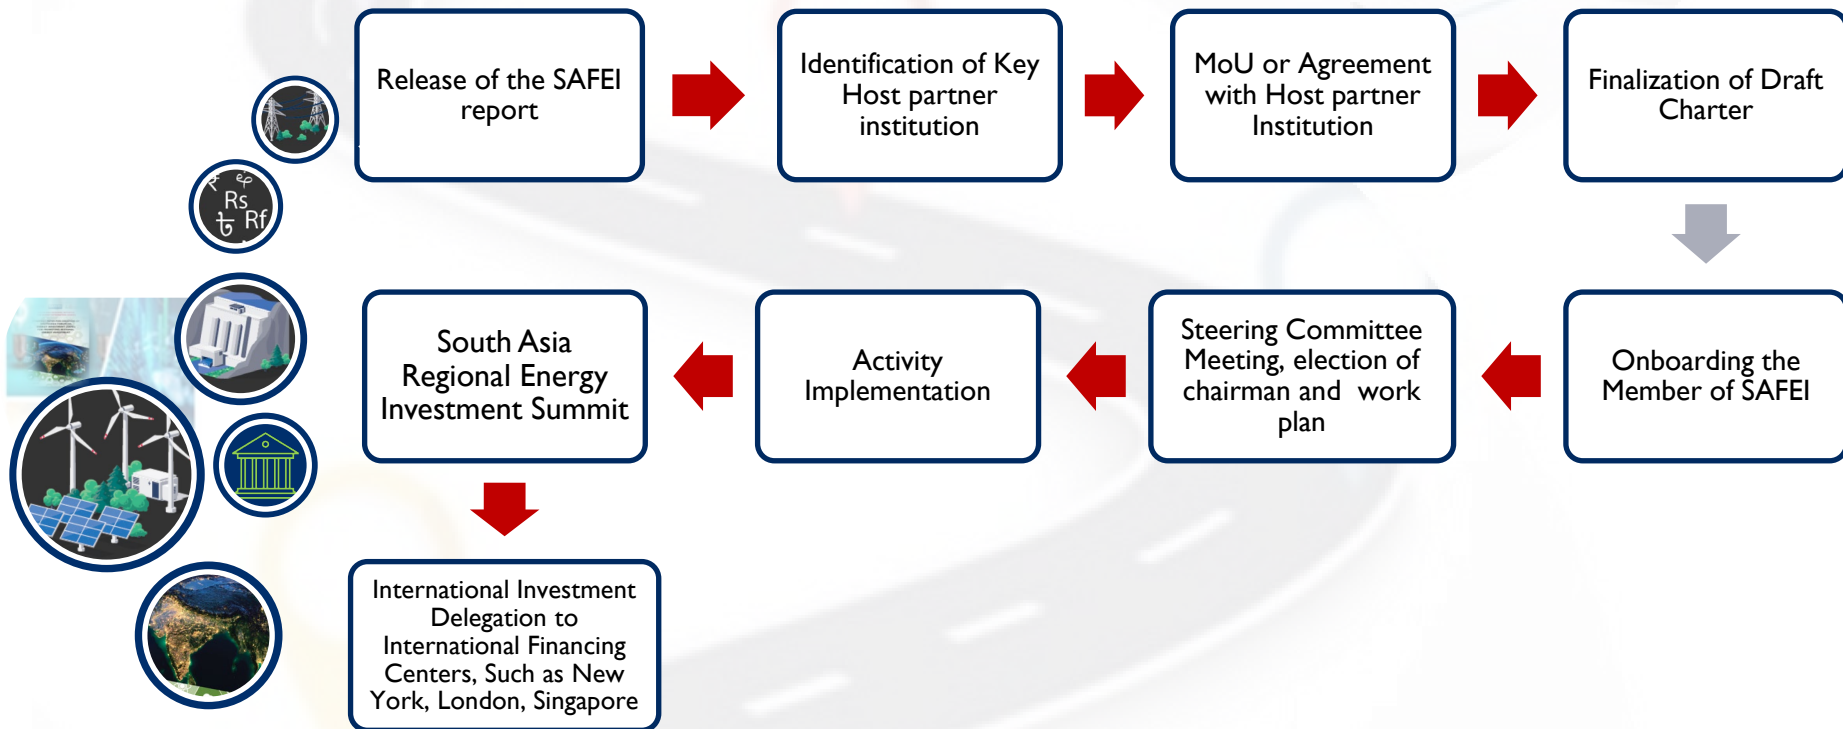 Release of the SAFEI
report
Identification of Key
Host partner
institution
MoU or Agreement
with Host partner
Institution
Finalization of Draft
Charter
Rs
৳ Rf
South Asia
Regional Energy
Investment Summit
Activity
Implementation
Steering Committee
Meeting, election of
chairman and work
plan
Onboarding the
Member of SAFEI
International Investment
Delegation to
International Financing
Centers, Such as New
York, London, Singapore